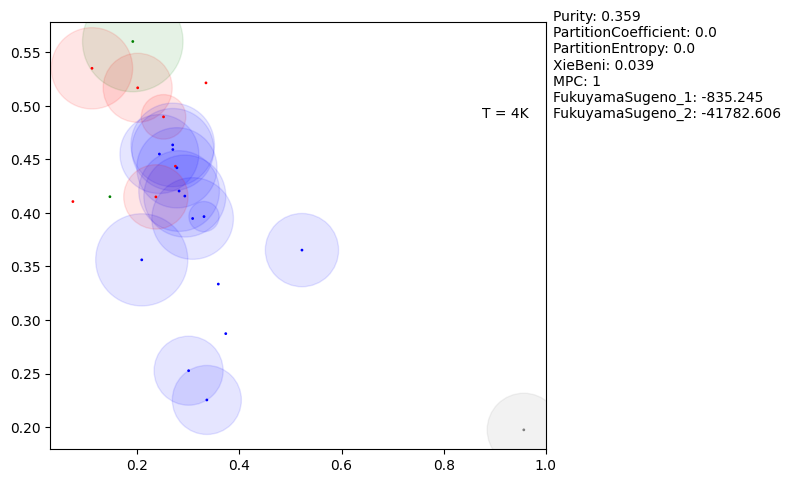 Purity: 0.359
PartitionCoefficient: 0.0
PartitionEntropy: 0.0
XieBeni: 0.039
MPC: 1
FukuyamaSugeno_1: -835.245
FukuyamaSugeno_2: -41782.606
T = 4K
0.55
0.50
0.45
0.40
0.35
0.30
0.25
0.20
0.2
0.4
0.6
0.8
1.0